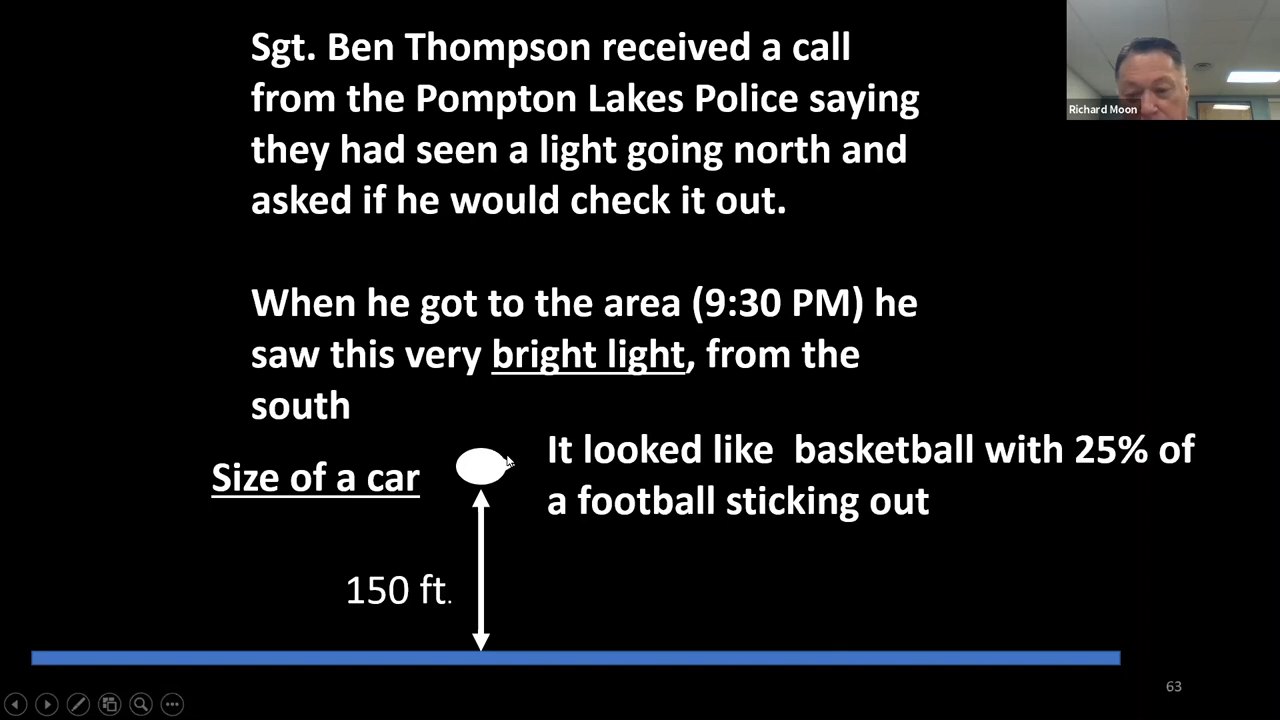 Sgt. Ben Thompson received a call
from the Pompton Lakes Police saying
they had seen a light going north and
asked if he would check it out.
When he got to the area (9:30 PM) he
saw this very bright light, from the
south
It looked like  basketball with 25% of
a football sticking out
Size of a car
150 ft.
63
Richard Moon